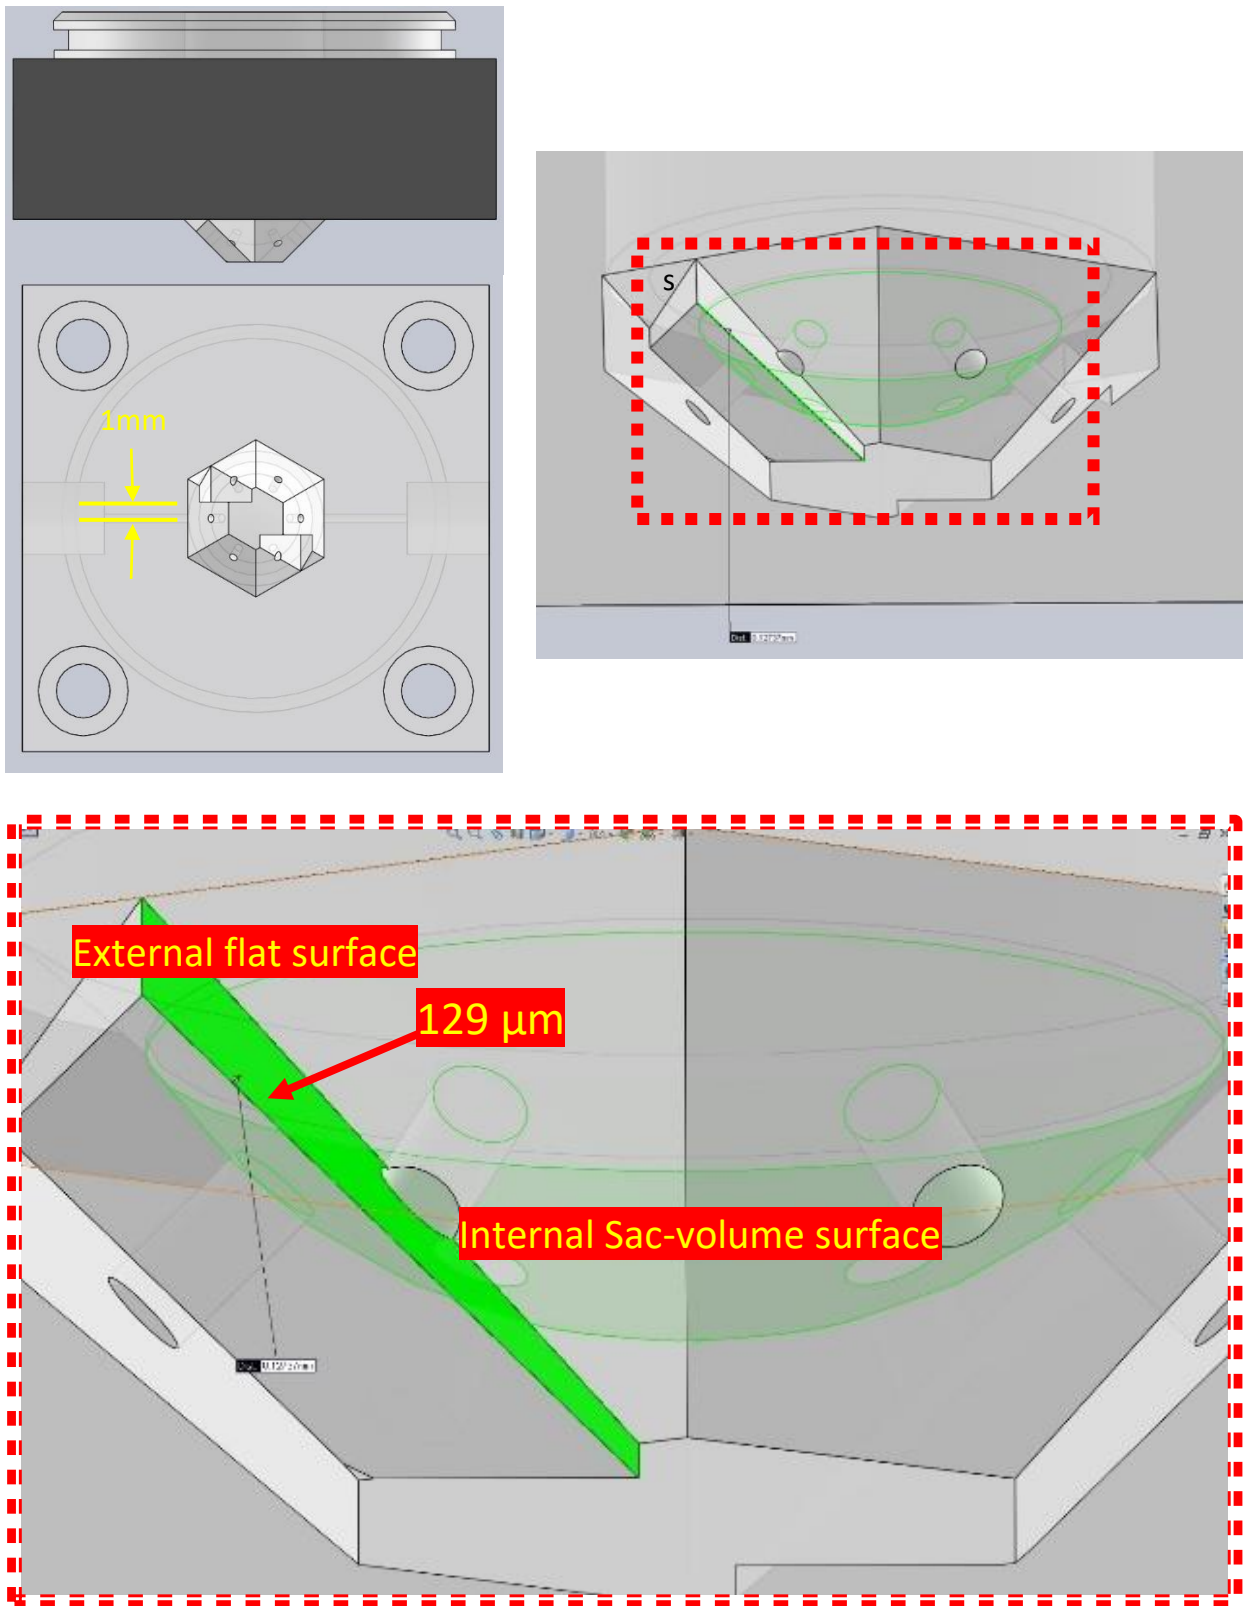 1mm
S
External flat surface
129 µm
Internal Sac-volume surface